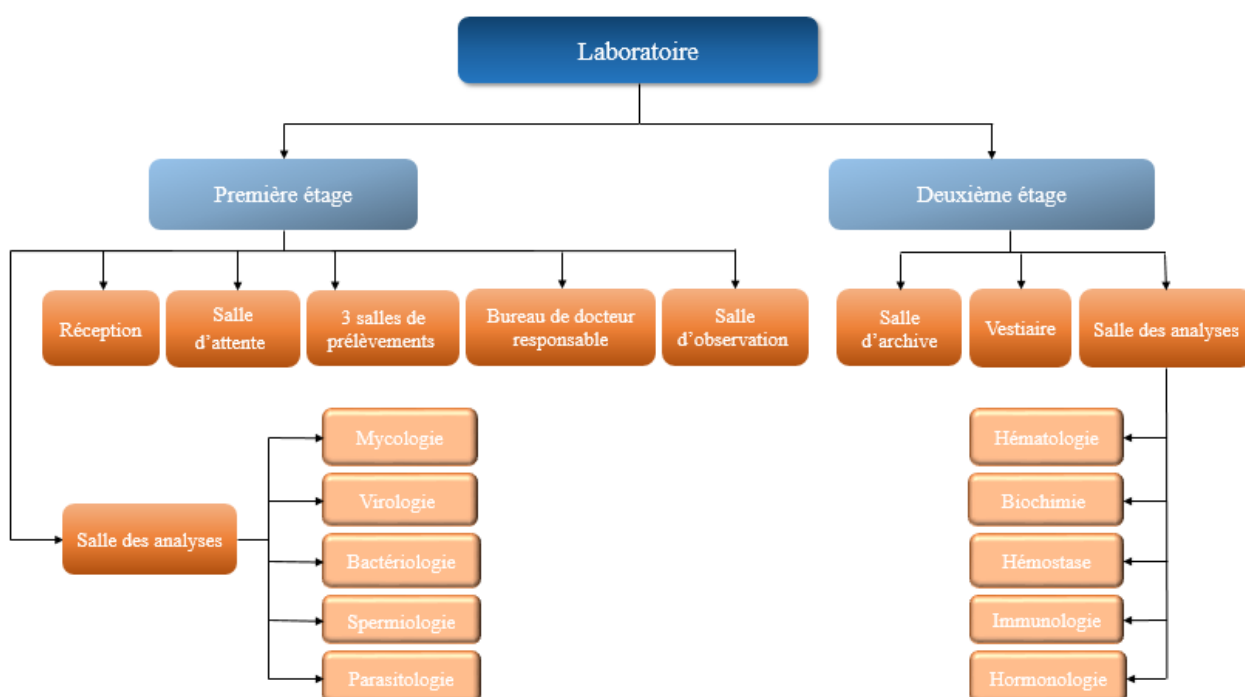 Laboratoire
Première étage
Deuxième étage
Réception
Salle
d'attente
3 salles de
prélèvements
Bureau de docteur
responsable
Salle
d'observation
Salle
d'archive
Vestiaire
Salle des analyses
Mycologie
Virologie
Salle des analyses
Bactériologie
Spermiologie
Parasitologie
Hématologie
Biochimie
Hémostase
Immunologie
Hormonologie